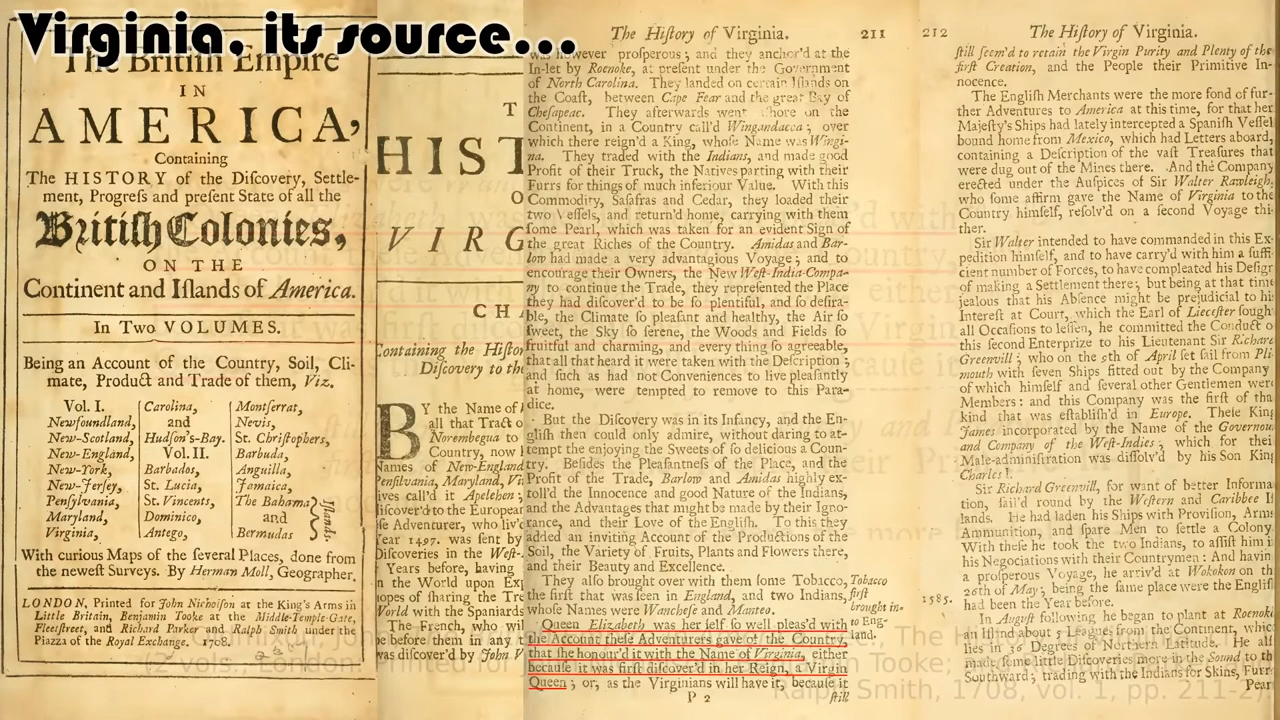 Virginia, its source...
The British Empire
IN
AMERICA,
Containing
The HISTORY of the Diſcovery, Settle-
ment, Progreſs and preſent State of all the
Britiſh Colonies,
ON THE
Continent and Iſlands of America.
In Two VOLUMES.
Being an Account of the Country, Soil, Cli-
mate, Product and Trade of them, Viz.
Vol. I.
Newfoundland,
New-Scotland,
New-England,
New-York,
New-Jerſey,
Penſylvania,
Maryland,
Virginia,
Carolina,
and
Hudſon's-Bay.
Vol. II.
Barbados,
St. Lucia,
St. Vincents,
Dominico,
Antego,
Montſerrat,
Nevis,
St. Chriſtophers,
Barbuda,
Anguilla,
Jamaica,
The Bahama
and
Bermudas
Iſlands.
With curious Maps of the ſeveral Places, done from
the neweſt Surveys. By Herman Moll, Geographer.
LONDON, Printed for John Nicholſon at the King's Arms in
Little Britain, Benjamin Tooke at the Middle-Temple-Gate,
Fleetſtreet, and Richard Parker and Ralph Smith under the
Piazza of the Royal Exchange. 1708.
T
HIST
O
VIRG
CHA
Containing the Hiſtor
Diſcovery to the
BY the Name of
all that Tract o
Norembegua to
Country, now
Names of New-England
Penſilvania, Maryland, Vi
ives call'd it Apelehen;
iſcover'd to the European
ſe Adventurer, who liv'd
Year 1497. was ſent by
Diſcoveries in the Weſt-
Years before, having
n the World upon Exp
opes of ſharing the Tre
World with the Spaniards
The French, who wil
be before them in any
was diſcover'd by John V
The Hiſtory of Virginia. 211
was however proſperous; and they anchor'd at the
In-let by Roenoke, at preſent under the Government
of North Carolina. They landed on certain Iſlands on
the Coaſt, between Cape Fear and the great Bay of
Cheſapeac. They afterwards went aſhore on the
Continent, in a Country call'd Wingandacoa; over
which there reign'd a King, whoſe Name was Wingi-
na. They traded with the Indians, and made good
Profit of their Truck, the Natives parting with their
Furrs for things of much inferiour Value. With this
Commodity, Saſafras and Cedar, they loaded their
two Veſſels, and return'd home, carrying with them
ſome Pearl, which was taken for an evident Sign of
the great Riches of the Country. Amidas and Bar-
low had made a very advantagious Voyage; and to
encourage their Owners, the New Weſt-India-Compa-
ny to continue the Trade, they repreſented the Place
they had diſcover'd to be ſo plentiful, and ſo deſira-
ble, the Climate ſo pleaſant and healthy, the Air ſo
ſweet, the Sky ſo ſerene, the Woods and Fields ſo
fruitful and charming, and every thing ſo agreeable,
that all that heard it were taken with the Deſcription;
and ſuch as had not Conveniences to live pleaſantly
at home, were tempted to remove to this Para-
dice.
But the Diſcovery was in its Infancy, and the En-
gliſh then could only admire, without daring to at-
tempt the enjoying the Sweets of ſo delicious a Coun-
try. Beſides the Pleaſantneſs of the Place, and the
Profit of the Trade, Barlow and Amidas highly ex-
toll'd the Innocence and good Nature of the Indians,
and the Advantages that might be made by their Igno-
rance, and their Love of the Engliſh. To this they
added an inviting Account of the Productions of the
Soil, the Variety of Fruits, Plants and Flowers there,
and their Beauty and Excellence.
They alſo brought over with them ſome Tobacco,
the firſt that was ſeen in England, and two Indians,
whoſe Names were Wancheſe and Manteo.
Tobacco
firſt
brought in-
to Eng-
land.
Queen Elizabeth was her ſelf ſo well pleas'd with
the Account theſe Adventurers gave of the Country,
that ſhe honour'd it with the Name of Virginia, either
becauſe it was firſt diſcover'd in her Reign, a Virgin
Queen; or, as the Virginians will have it, becauſe it
P 2 ſtill
212 The Hiſtory of Virginia.
ſtill ſeem'd to retain the Virgin Purity and Plenty of the
firſt Creation, and the People their Primitive In-
nocence.
The Engliſh Merchants were the more fond of fur-
ther Adventures to America at this time, for that her
Majeſty's Ships had lately intercepted a Spaniſh Veſſel
bound home from Mexico, which had Letters aboard,
containing a Deſcription of the vaſt Treaſures that
were dug out of the Mines there. And the Company
erected under the Auſpices of Sir Walter Rawleigh,
who ſome affirm gave the Name of Virginia to the
Country himſelf, reſolv'd on a ſecond Voyage thi-
ther.
Sir Walter intended to have commanded in this Ex-
pedition himſelf, and to have carry'd with him a ſuffi-
cient number of Forces, to have compleated his Deſign
of making a Settlement there; but being at that time
jealous that his Abſence might be prejudicial to his
Intereſt at Court, which the Earl of Liecester ſough
all Occaſions to leſſen, he committed the Conduct o
this ſecond Enterprize to his Lieutenant Sir Richard
Greenvill; who on the 9th of April ſet ſail from Pli-
mouth with ſeven Ships fitted out by the Company
of which himſelf and ſeveral other Gentlemen were
Members: and this Company was the firſt of tha
kind that was eſtabliſh'd in Europe. Theſe King
James incorporated by the Name of the Governou
and Company of the Weſt-Indies; which for thei
Male-adminiſtration was diſſolv'd by his Son King
Charles I.
Sir Richard Greenvill, for want of better Informa
tion, ſail'd round by the Weſtern and Caribbee I
lands. He had laden his Ships with Proviſion, Arms
Ammunition, and ſpare Men to ſettle a Colony
With theſe he took the two Indians, to aſſiſt him i
his Negotiations with their Countrymen: And havin
a proſperous Voyage, he arriv'd at Wokokon on th
26th of May; being the ſame place were the Engliſ
had been the Year before.
1585.
In Auguſt following he began to plant at Roenoke
an Iſland about 5 Leagues from the Continent, whic
lies in 36 Degrees of Northern Latitude. He alſ
made ſome little Diſcoveries more in the Sound to th
Southward; trading with the Indians for Skins, Furr
Pear